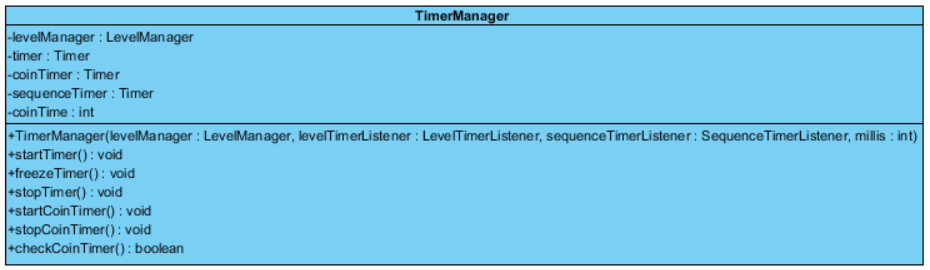 TimerManager
-levelManager : LevelManager
-timer : Timer
-coinTimer : Timer
-sequenceTimer : Timer
-coinTime : int
+TimerManager(levelManager : LevelManager, levelTimerListener : LevelTimerListener, sequenceTimerListener : SequenceTimerListener, millis : int)
+startTimer() : void
+freezeTimer() : void
+stopTimer() : void
+startCoinTimer() : void
+stopCoinTimer() : void
+checkCoinTimer() : boolean